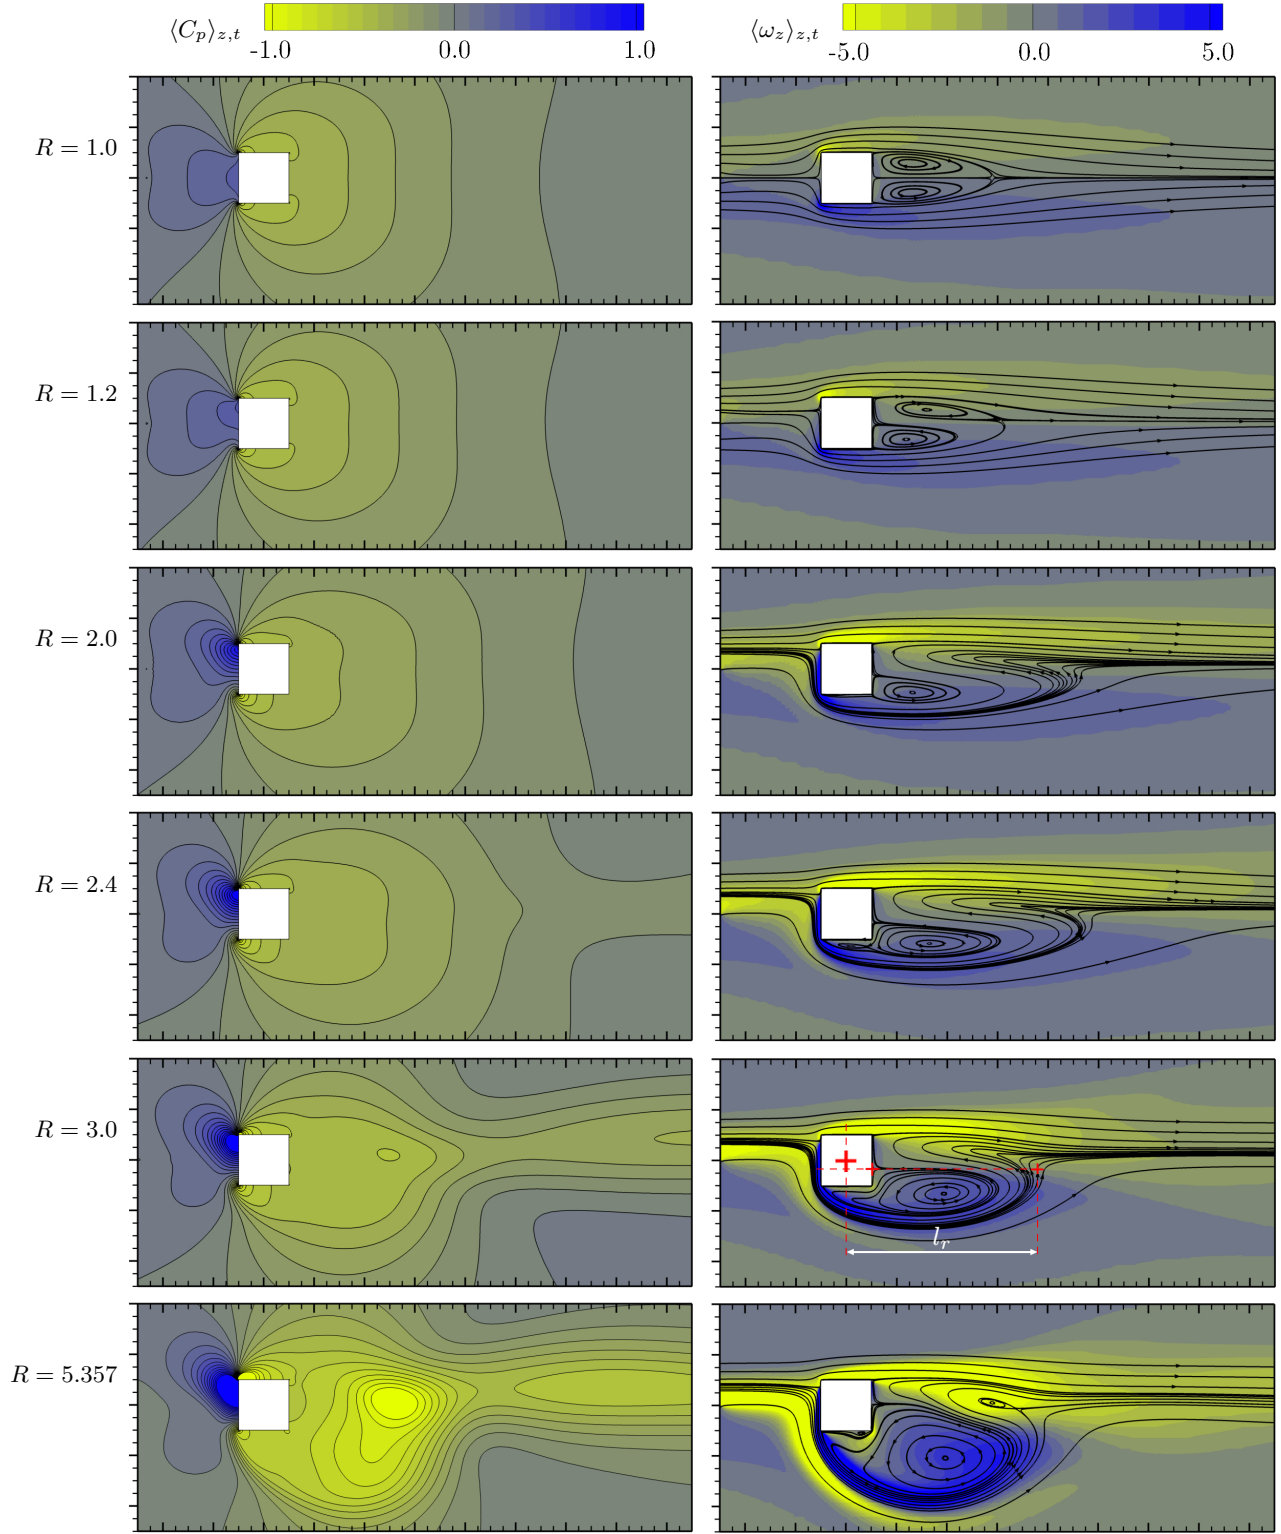 ⟨C_p⟩_{z,t} -1.0 0.0 1.0
⟨ω_z⟩_{z,t} -5.0 0.0 5.0
R = 1.0
R = 1.2
R = 2.0
R = 2.4
R = 3.0
l_r
R = 5.357